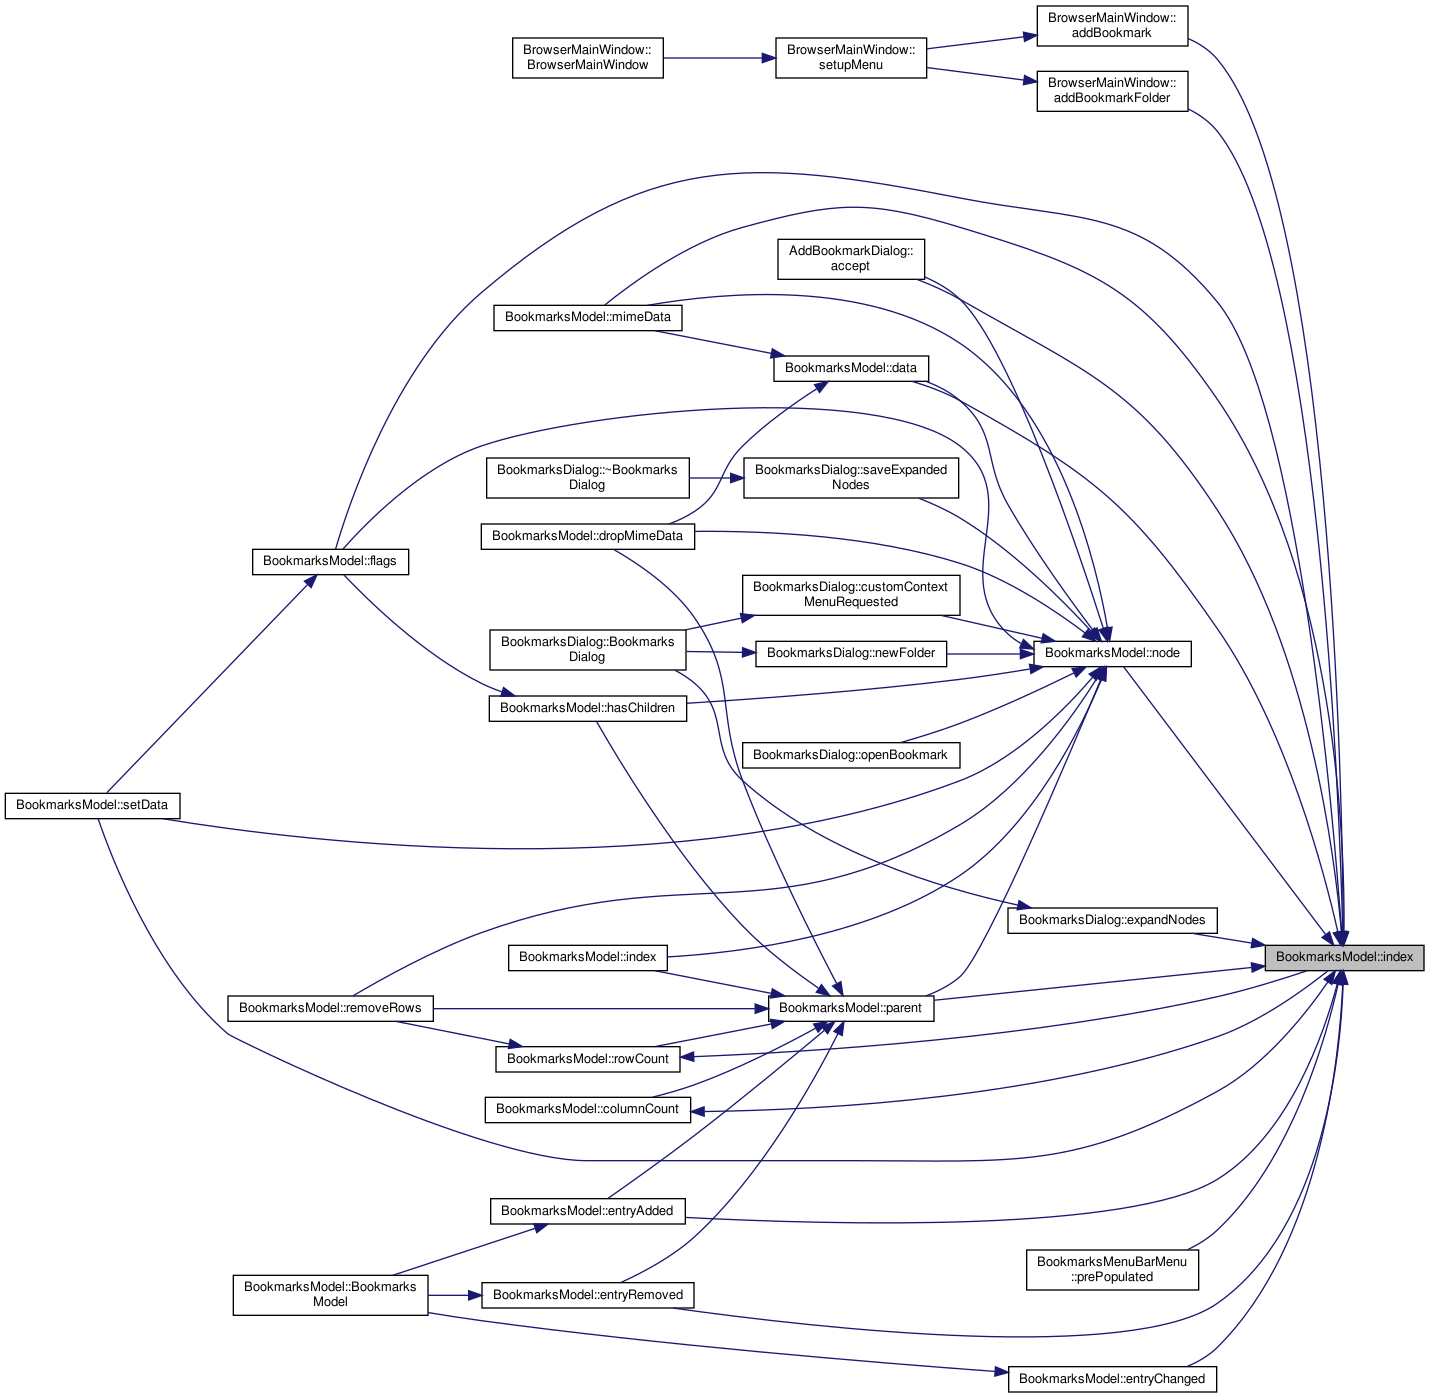 BrowserMainWindow::
addBookmark
BrowserMainWindow::
BrowserMainWindow
BrowserMainWindow::
setupMenu
BrowserMainWindow::
addBookmarkFolder
AddBookmarkDialog::
accept
BookmarksModel::mimeData
BookmarksModel::data
BookmarksDialog::~Bookmarks
Dialog
BookmarksDialog::saveExpanded
Nodes
BookmarksModel::dropMimeData
BookmarksModel::flags
BookmarksDialog::customContext
MenuRequested
BookmarksDialog::Bookmarks
Dialog
BookmarksDialog::newFolder
BookmarksModel::node
BookmarksModel::hasChildren
BookmarksDialog::openBookmark
BookmarksModel::setData
BookmarksDialog::expandNodes
BookmarksModel::index
BookmarksModel::index
BookmarksModel::removeRows
BookmarksModel::parent
BookmarksModel::rowCount
BookmarksModel::columnCount
BookmarksModel::entryAdded
BookmarksMenuBarMenu
::prePopulated
BookmarksModel::Bookmarks
Model
BookmarksModel::entryRemoved
BookmarksModel::entryChanged